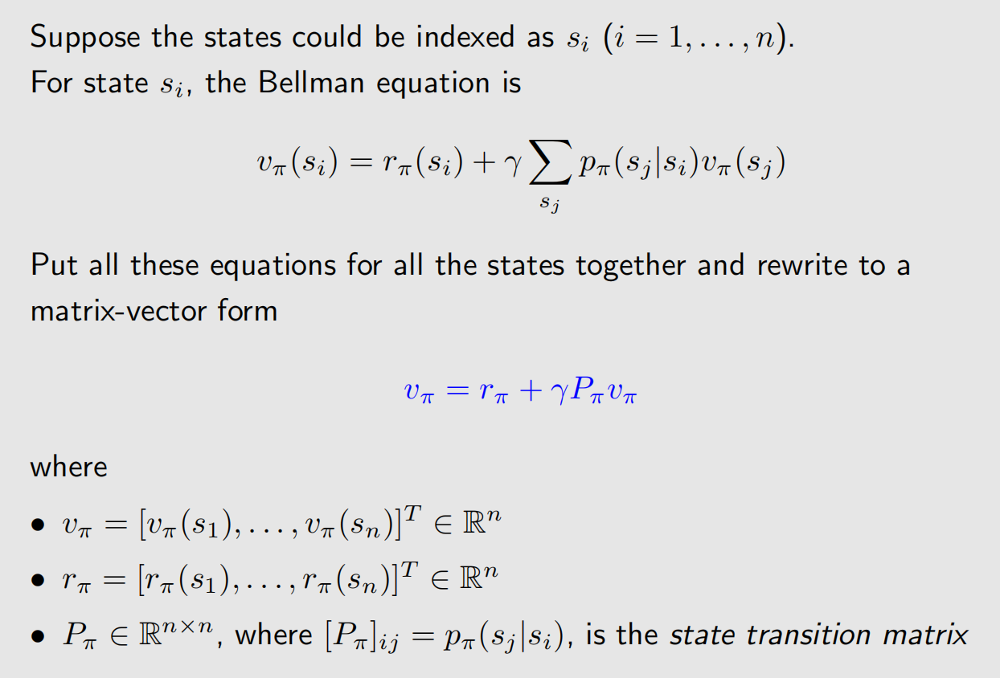 Suppose the states could be indexed as $s_i$ ($i = 1, \ldots, n$).
For state $s_i$, the Bellman equation is
$v_\pi(s_i) = r_\pi(s_i) + \gamma \sum_{s_j} p_\pi(s_j|s_i) v_\pi(s_j)$
Put all these equations for all the states together and rewrite to a
matrix-vector form
$v_\pi = r_\pi + \gamma P_\pi v_\pi$
where
• $v_\pi = [v_\pi(s_1), \ldots, v_\pi(s_n)]^T \in \mathbb{R}^n$
• $r_\pi = [r_\pi(s_1), \ldots, r_\pi(s_n)]^T \in \mathbb{R}^n$
• $P_\pi \in \mathbb{R}^{n \times n}$, where $[P_\pi]_{ij} = p_\pi(s_j|s_i)$, is the state transition matrix